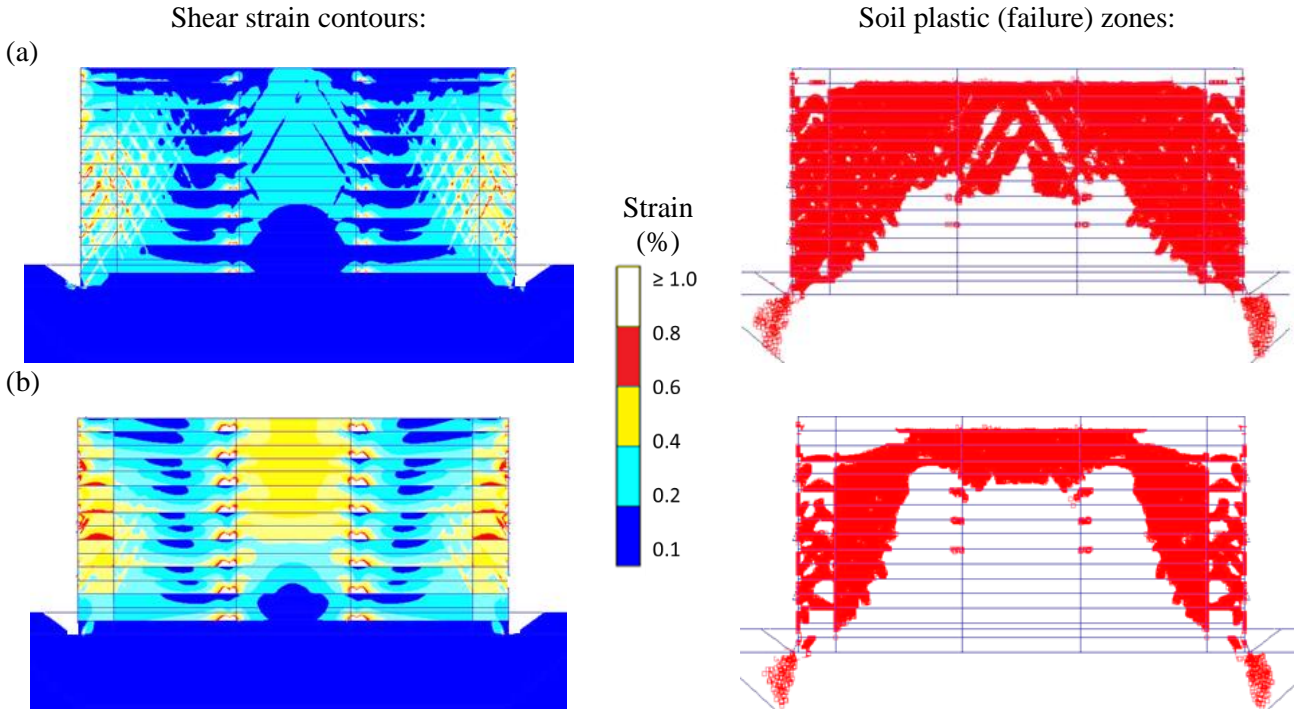 Shear strain contours:
Soil plastic (failure) zones:
(a)
Strain
(%)
≥ 1.0
0.8
0.6
0.4
0.2
0.1
(b)